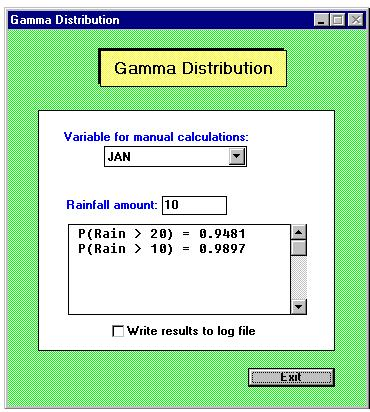 Gamma Distribution
Gamma Distribution
Variable for manual calculations:
JAN
Rainfall amount: 10
P(Rain > 20) = 0.9481
P(Rain > 10) = 0.9897
Write results to log file
Exit